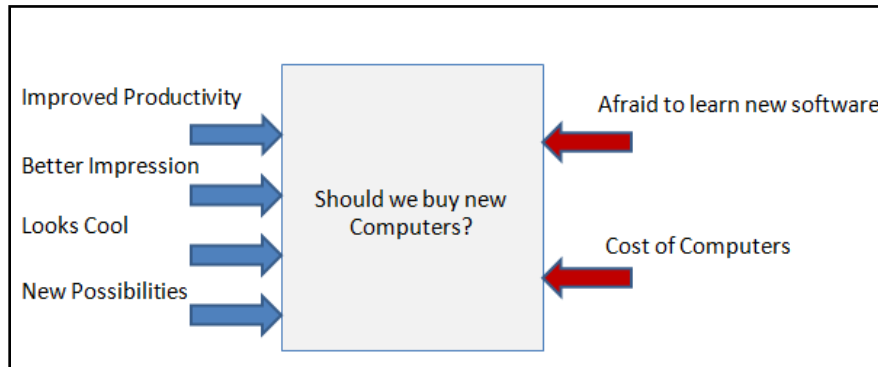 Improved Productivity
Better Impression
Looks Cool
New Possibilities
Should we buy new
Computers?
Afraid to learn new software
Cost of Computers